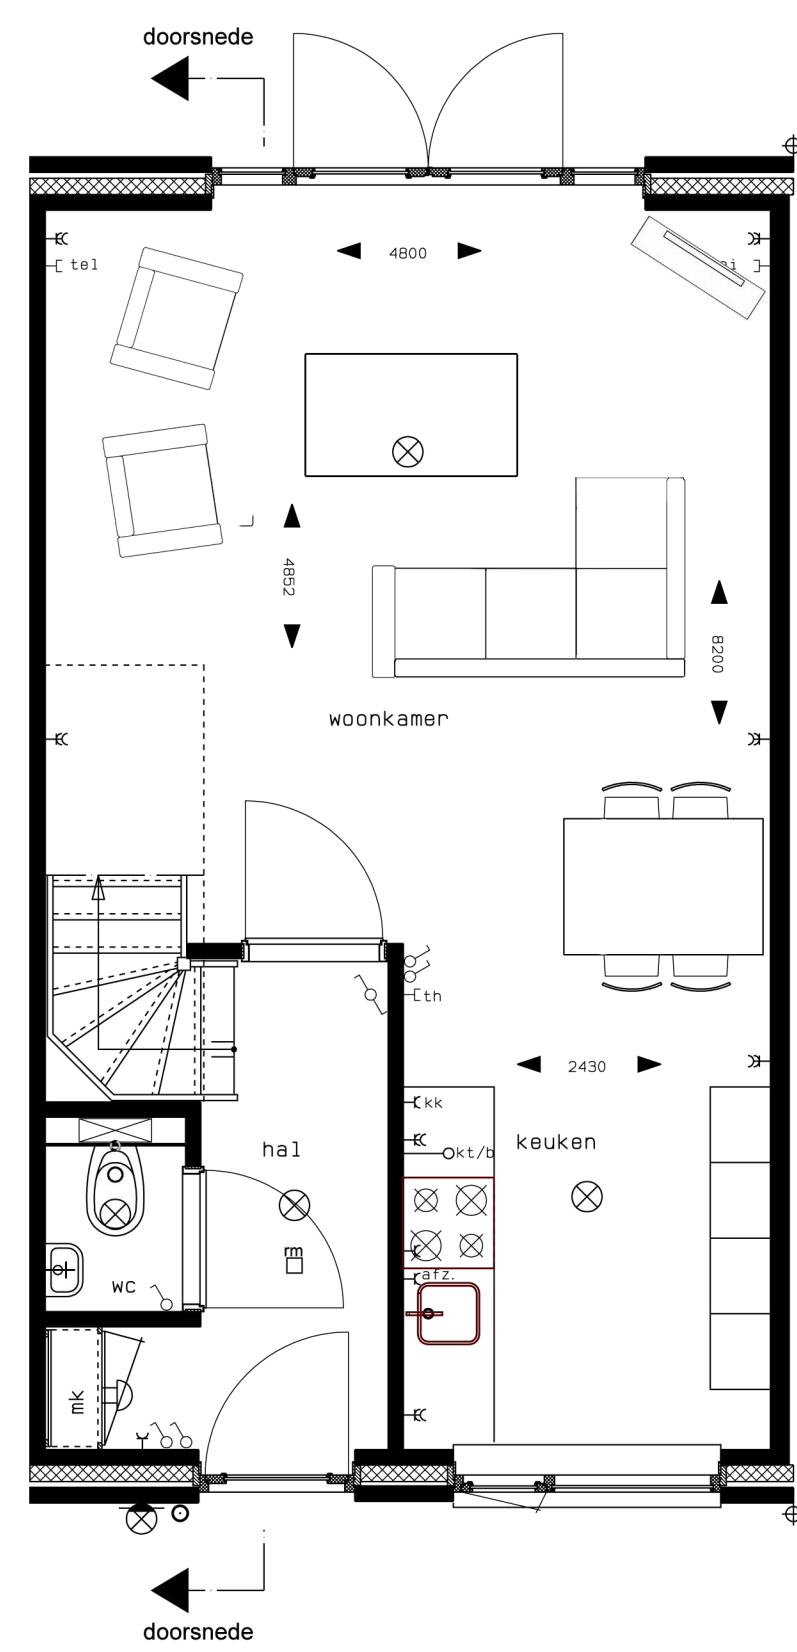 doorsnede
tel
4800
4852
8200
woonkamer
th
2430
kk
hal
keuken
kt/b
rm
afz.
wc
mk
doorsnede